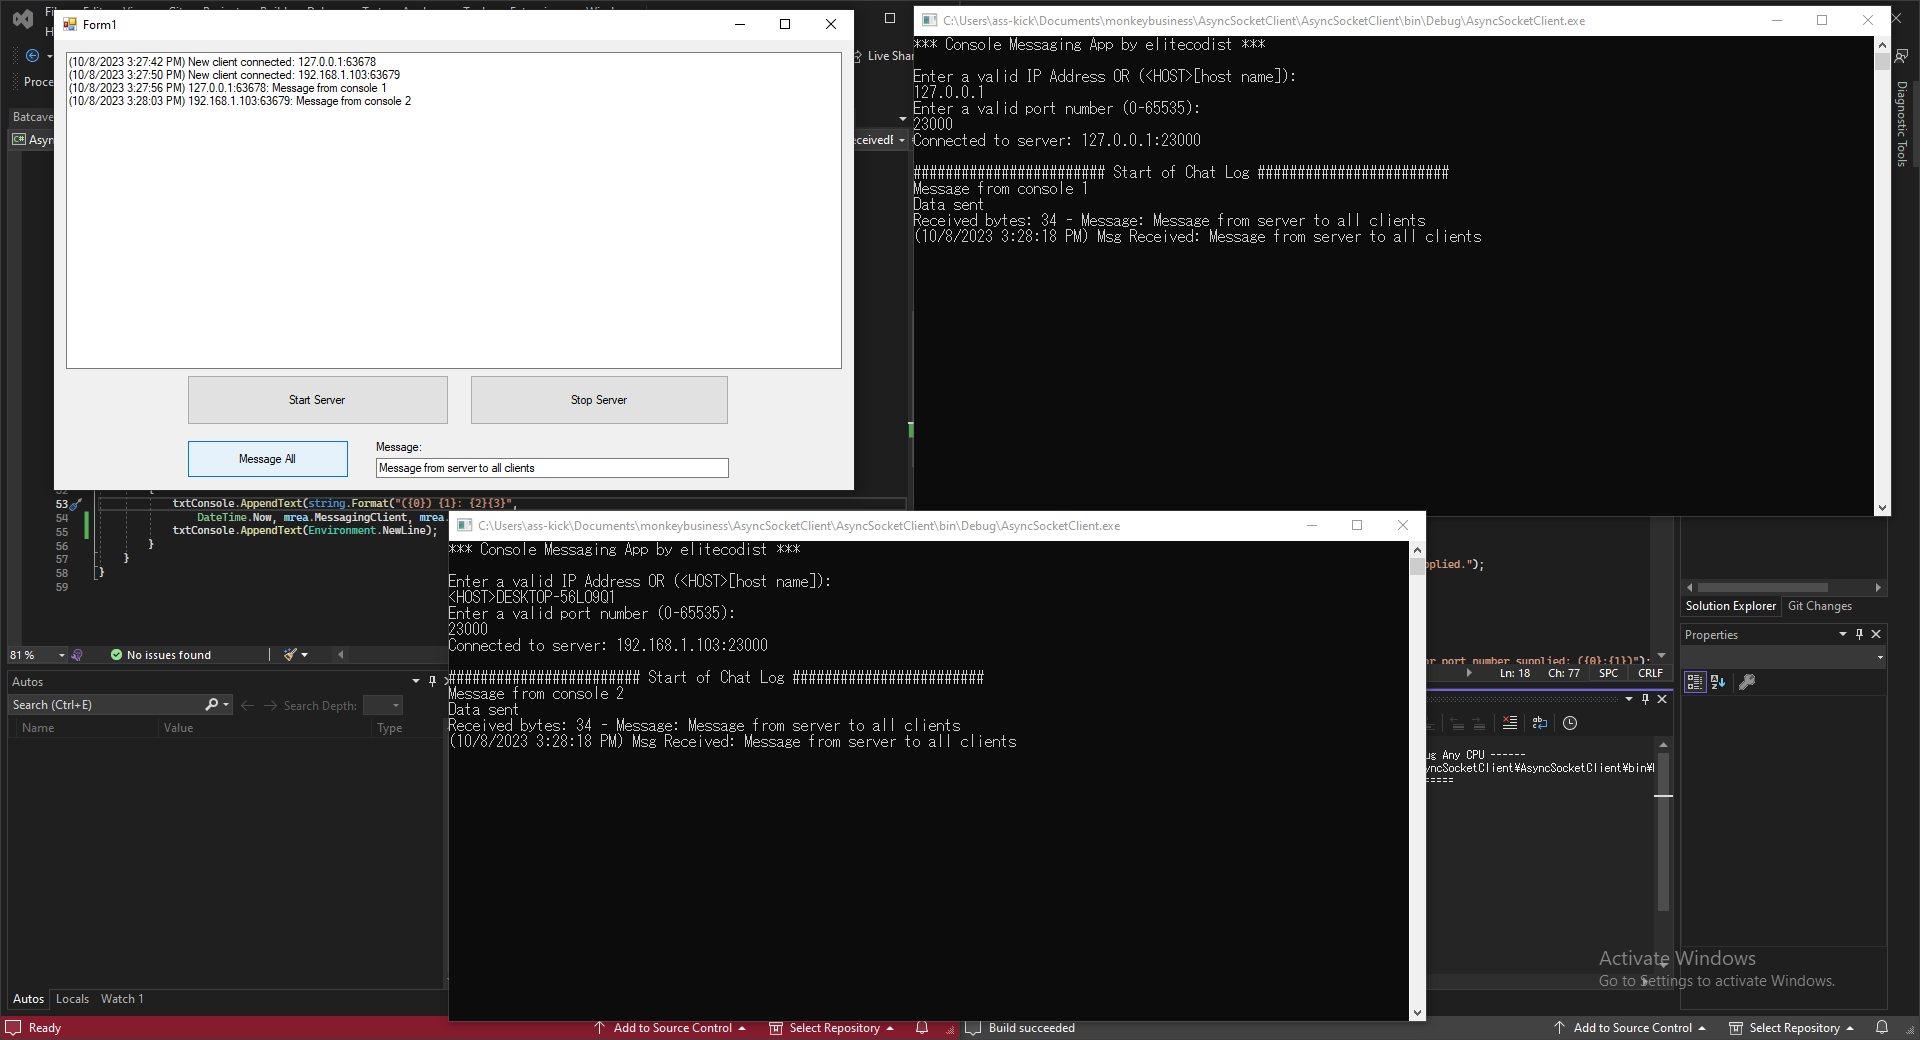 Form1
(10/8/2023 3:27:42 PM) New client connected: 127.0.0.1:63678
(10/8/2023 3:27:50 PM) New client connected: 192.168.1.103:63679
(10/8/2023 3:27:56 PM) 127.0.0.1:63678: Message from console 1
(10/8/2023 3:28:03 PM) 192.168.1.103:63679: Message from console 2
Start Server
Stop Server
Message All
Message:
Message from server to all clients
Live Shar
Proce
Batcave
C# Asyn
eceivedE
C:\Users\ass-kick\Documents\monkeybusiness\AsyncSocketClient\AsyncSocketClient\bin\Debug\AsyncSocketClient.exe
*** Console Messaging App by elitecodist ***
Enter a valid IP Address OR (<HOST>[host name]):
127.0.0.1
Enter a valid port number (0-65535):
23000
Connected to server: 127.0.0.1:23000
######################## Start of Chat Log ########################
Message from console 1
Data sent
Received bytes: 34 - Message: Message from server to all clients
(10/8/2023 3:28:18 PM) Msg Received: Message from server to all clients
Diagnostic Tools
52 {
53 txtConsole.AppendText(string.Format("({0}) {1}: {2}{3}",
54 DateTime.Now, mrea.MessagingClient, mrea.
55 txtConsole.AppendText(Environment.NewLine);
56 }
57 }
58 }
59
81 %
No issues found
C:\Users\ass-kick\Documents\monkeybusiness\AsyncSocketClient\AsyncSocketClient\bin\Debug\AsyncSocketClient.exe
*** Console Messaging App by elitecodist ***
Enter a valid IP Address OR (<HOST>[host name]):
<HOST>DESKTOP-56LO9Q1
Enter a valid port number (0-65535):
23000
Connected to server: 192.168.1.103:23000
######################## Start of Chat Log ########################
Message from console 2
Data sent
Received bytes: 34 - Message: Message from server to all clients
(10/8/2023 3:28:18 PM) Msg Received: Message from server to all clients
Autos
Search (Ctrl+E)
Search Depth:
Name Value Type
Autos Locals Watch 1
plied.");
or port number supplied: ({0}:{1})");
Ln: 18 Ch: 77 SPC CRLF
ug Any CPU ------
yncSocketClient¥AsyncSocketClient¥bin¥
=====
Solution Explorer Git Changes
Properties
Activate Windows
Go to Settings to activate Windows.
Ready
Add to Source Control
Select Repository
Build succeeded
Add to Source Control
Select Repository